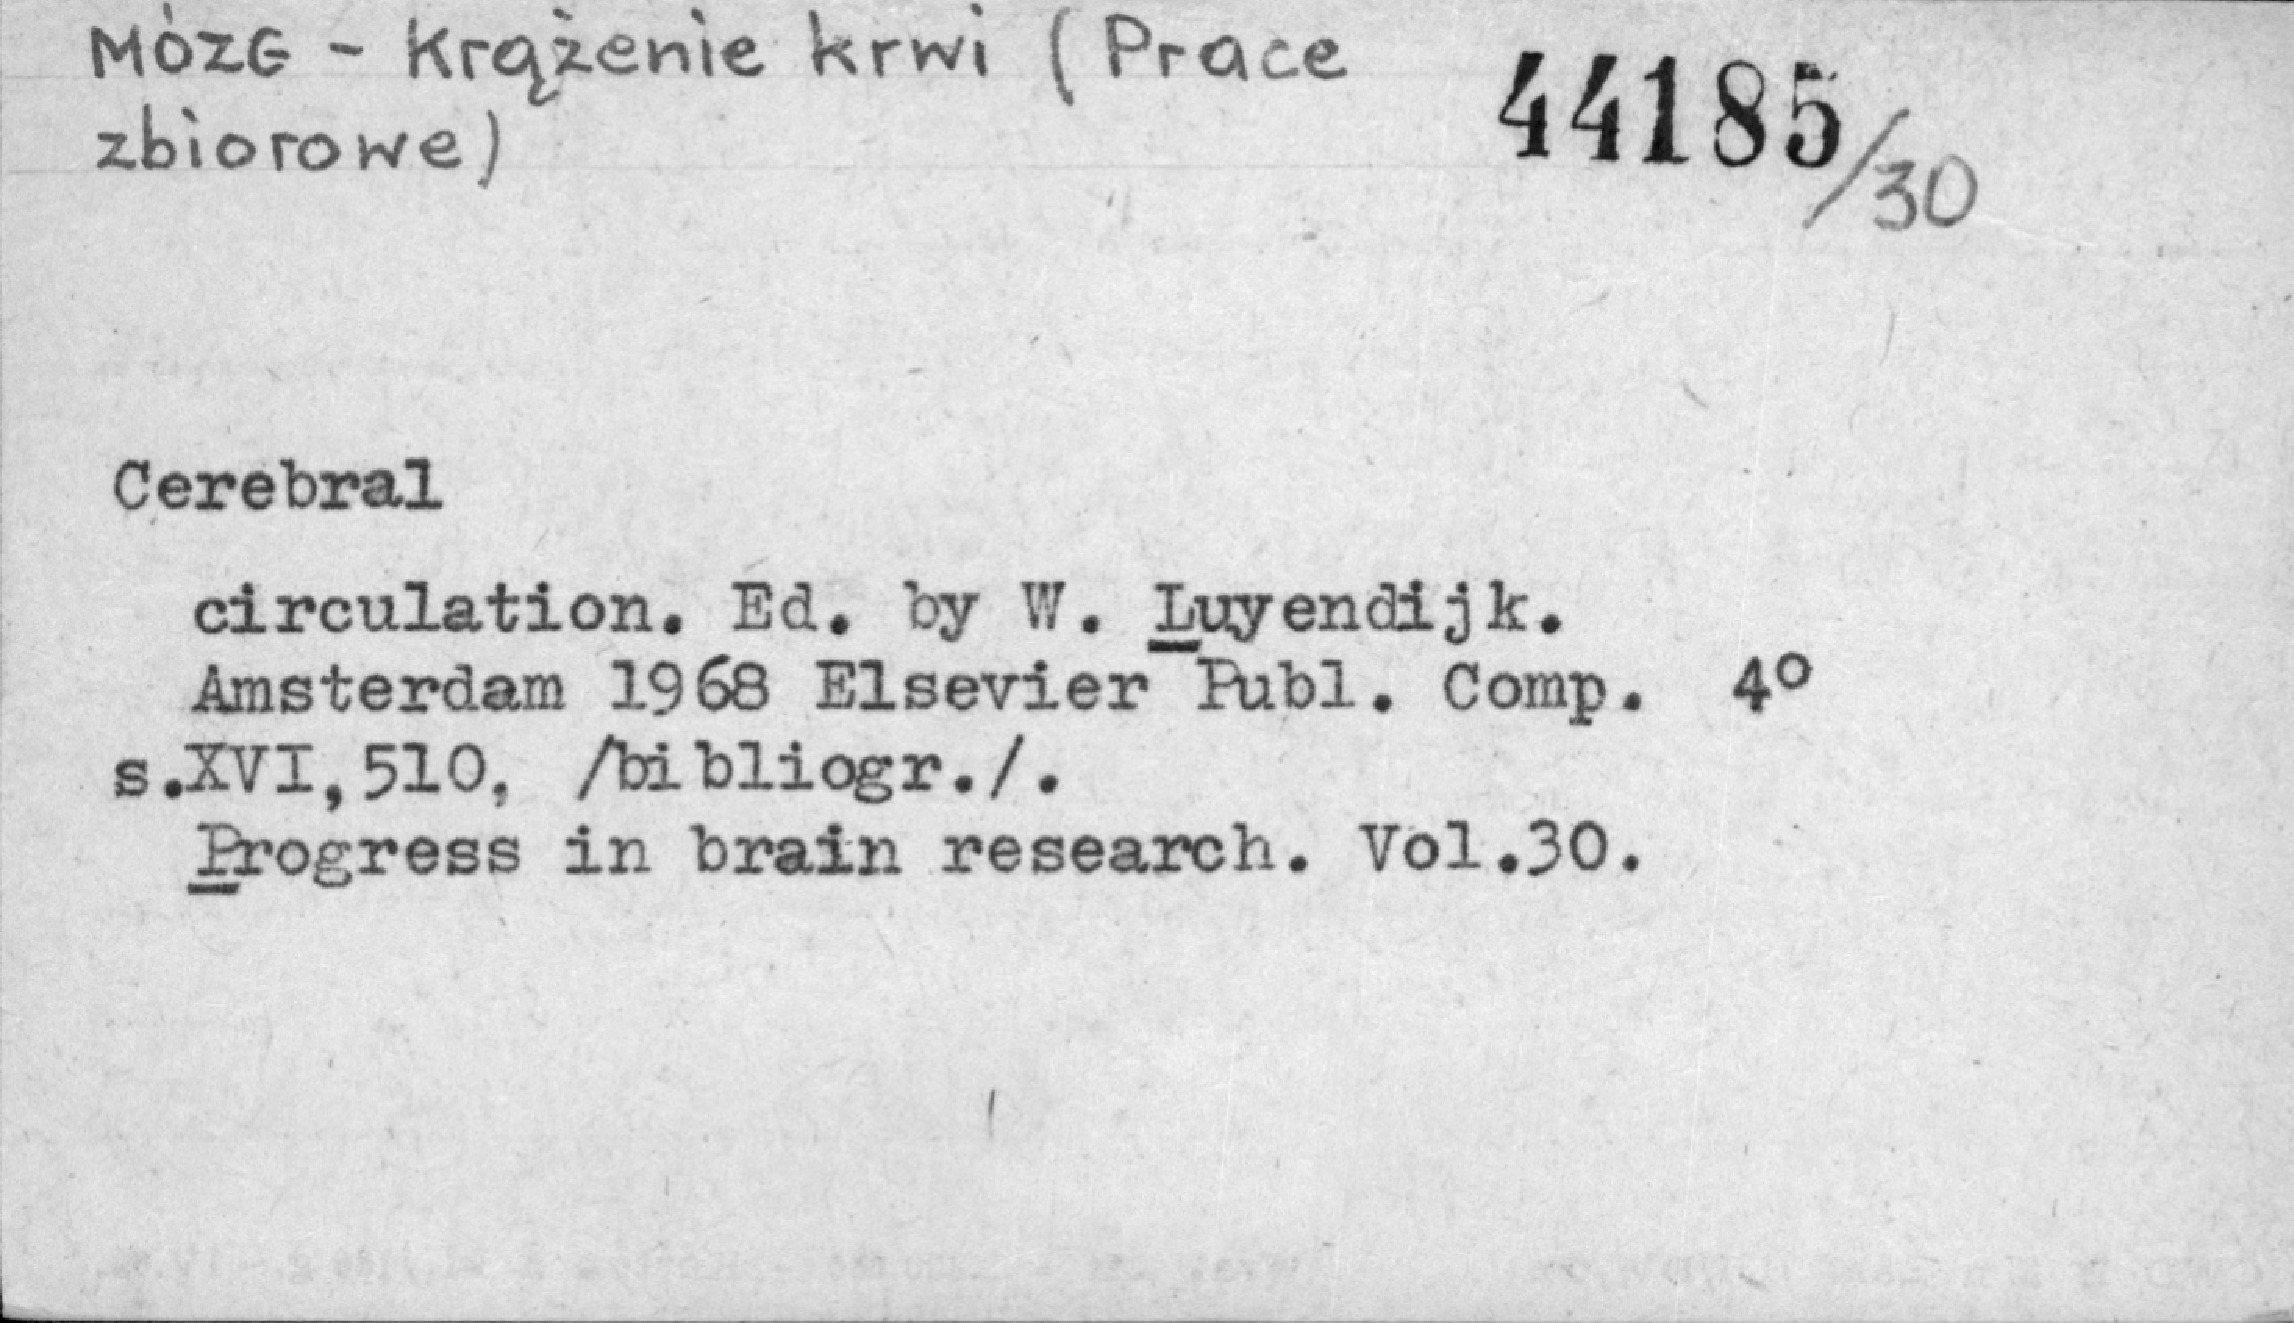 MÓZG - krążenie krwi (Prace
zbiorowe)
44185/30
Cerebral
circulation. Ed. by W. Luyendijk.
Amsterdam 1968 Elsevier Publ. Comp. 4°
s.XVI,510, /bibliogr./.
Progress in brain research. Vol.30.